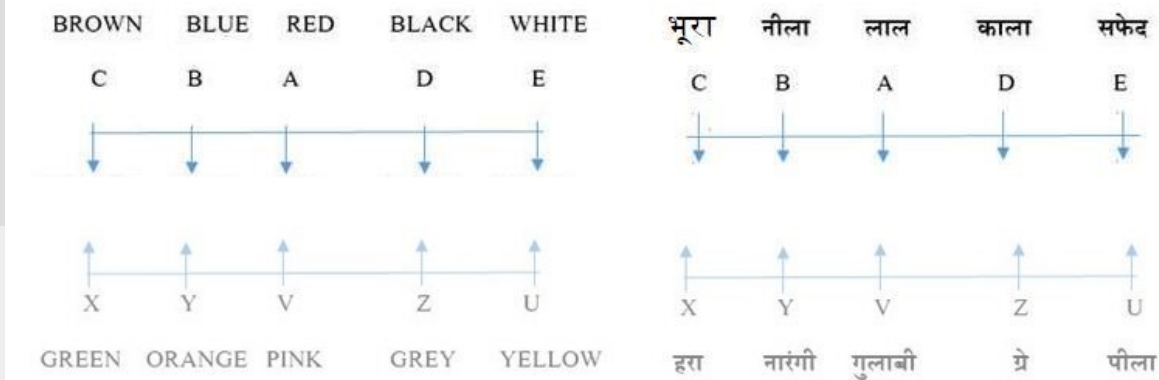 BROWN BLUE RED BLACK WHITE भूरा नीला लाल काला सफेद
C B A D E C B A D E
X Y V Z U X Y V Z U
GREEN ORANGE PINK GREY YELLOW हरा नारंगी गुलाबी ग्रे पीला